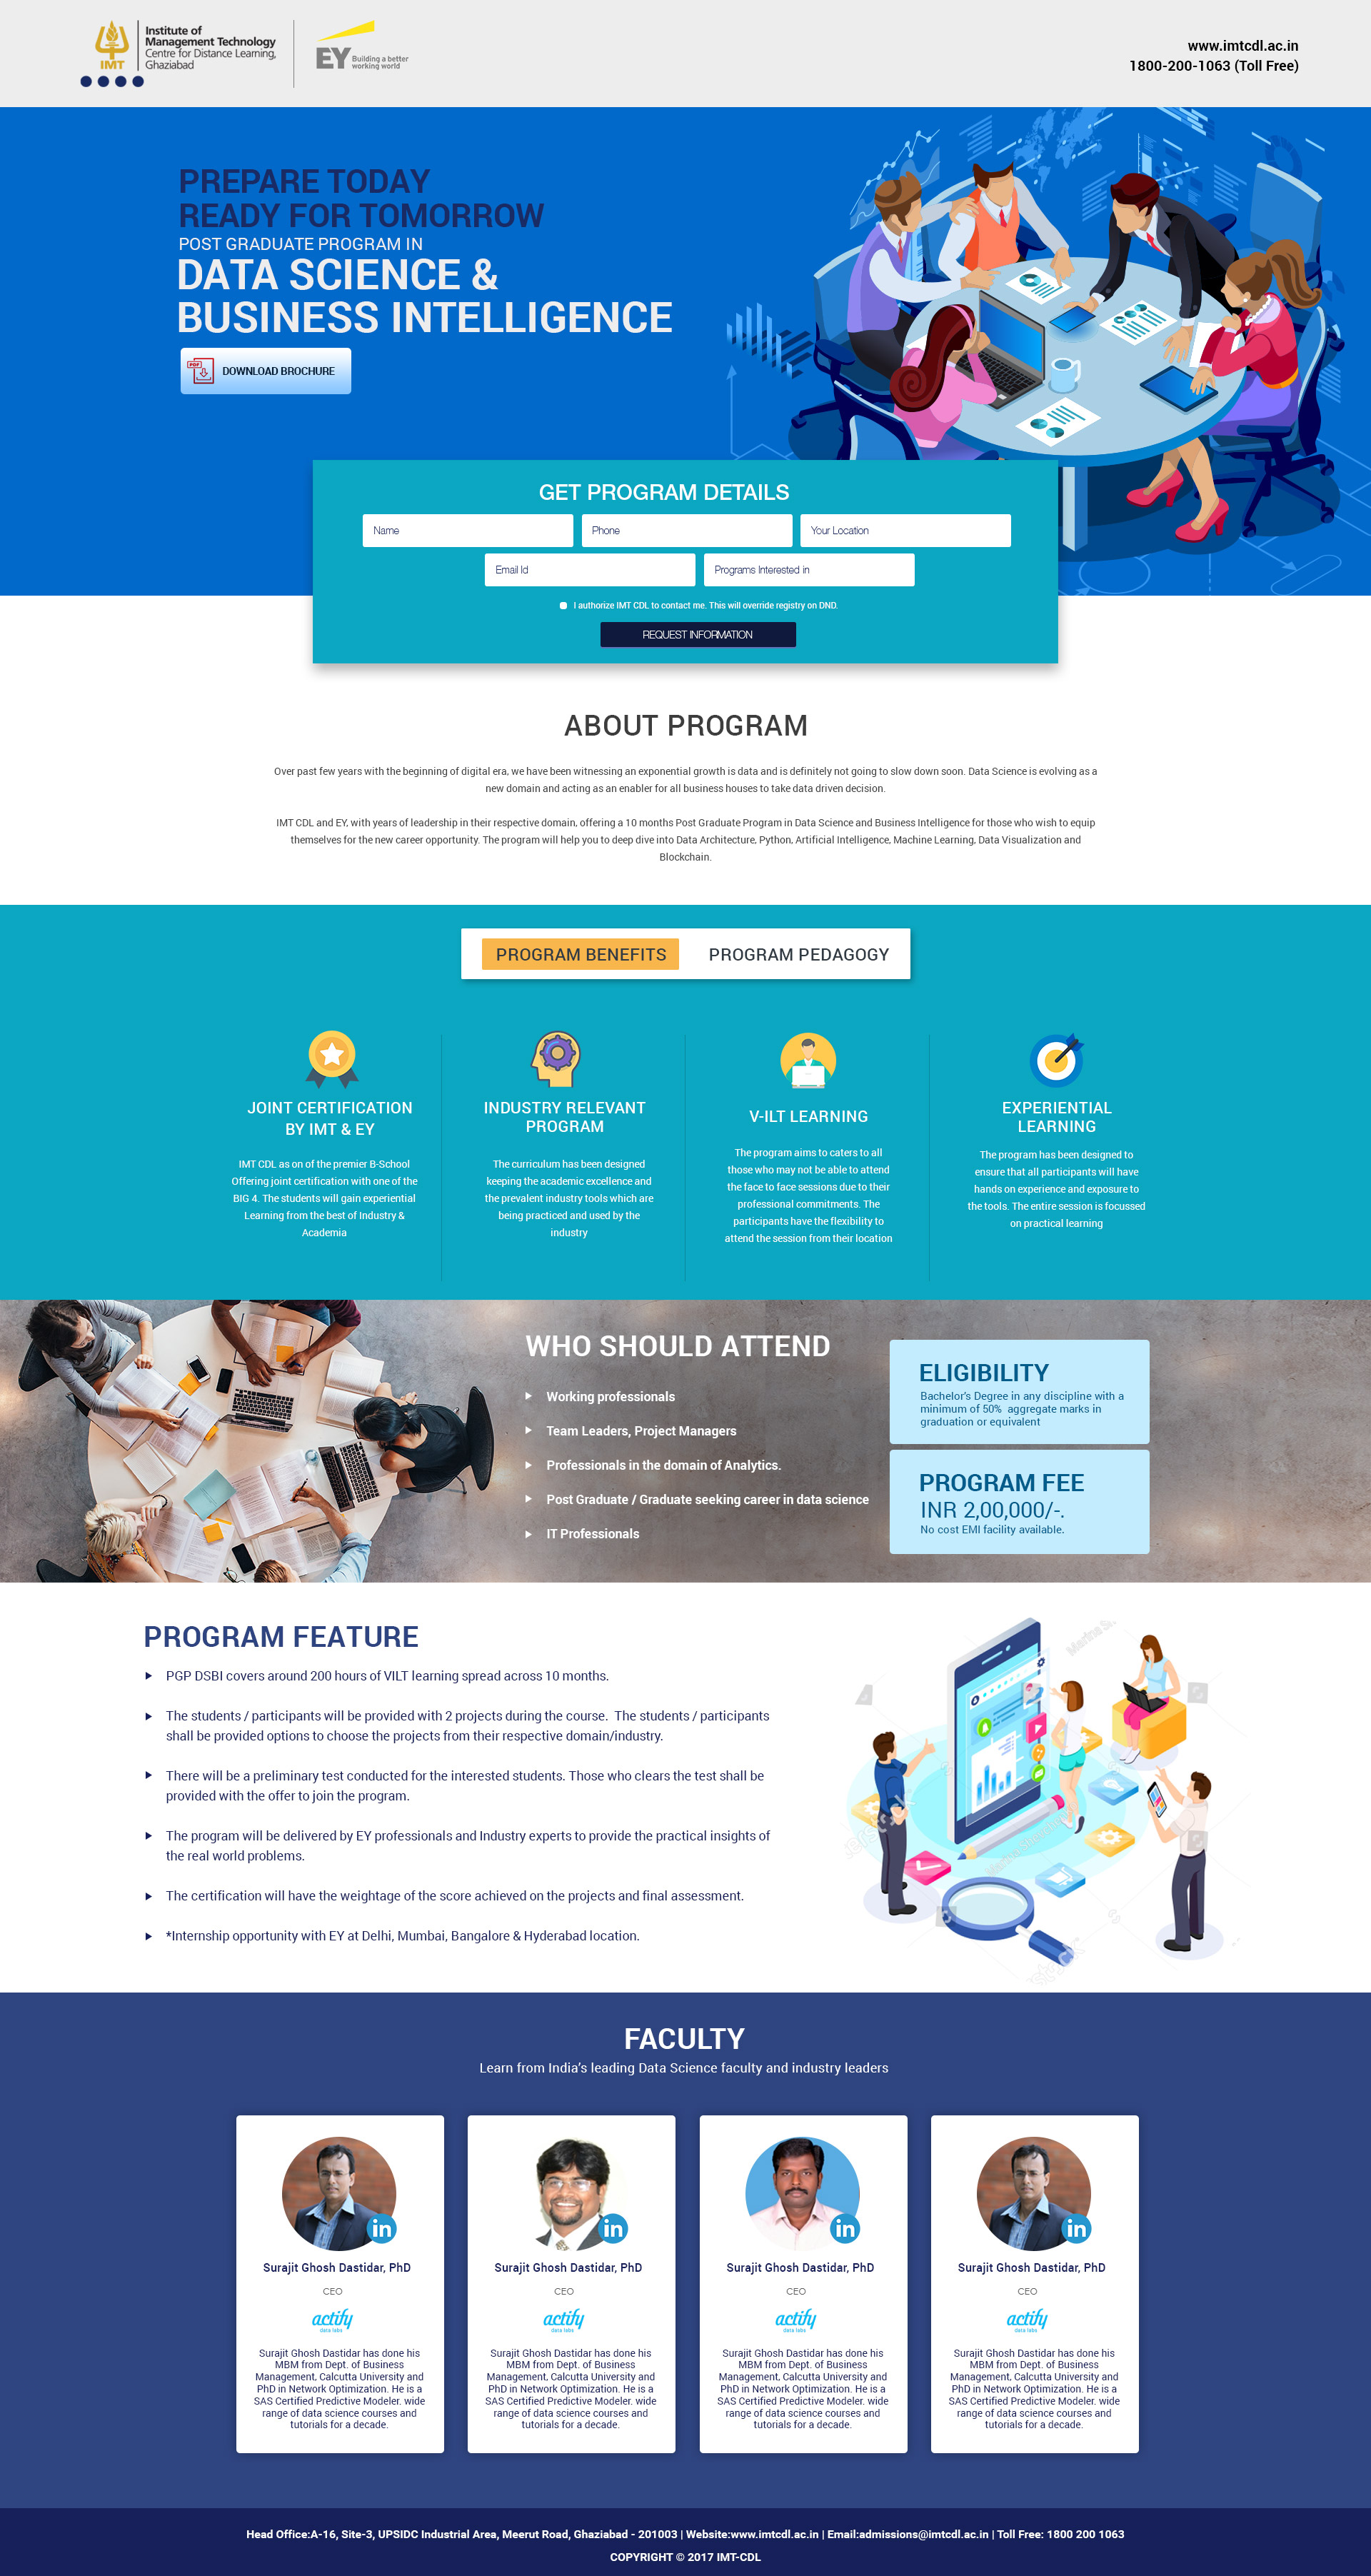 Institute of
Management Technology
Centre for Distance Learning,
Ghaziabad
IMT
EY
Building a better
working world
www.imtcdl.ac.in
1800-200-1063 (Toll Free)
PREPARE TODAY
READY FOR TOMORROW
POST GRADUATE PROGRAM IN
DATA SCIENCE &
BUSINESS INTELLIGENCE
PDF
DOWNLOAD BROCHURE
GET PROGRAM DETAILS
Name
Phone
Your Location
Email Id
Programs Interested in
I authorize IMT CDL to contact me. This will override registry on DND.
REQUEST INFORMATION
ABOUT PROGRAM
Over past few years with the beginning of digital era, we have been witnessing an exponential growth is data and is definitely not going to slow down soon. Data Science is evolving as a
new domain and acting as an enabler for all business houses to take data driven decision.
IMT CDL and EY, with years of leadership in their respective domain, offering a 10 months Post Graduate Program in Data Science and Business Intelligence for those who wish to equip
themselves for the new career opportunity. The program will help you to deep dive into Data Architecture, Python, Artificial Intelligence, Machine Learning, Data Visualization and
Blockchain.
PROGRAM BENEFITS
PROGRAM PEDAGOGY
JOINT CERTIFICATION
BY IMT & EY
IMT CDL as on of the premier B-School
Offering joint certification with one of the
BIG 4. The students will gain experiential
Learning from the best of Industry &
Academia
INDUSTRY RELEVANT
PROGRAM
The curriculum has been designed
keeping the academic excellence and
the prevalent industry tools which are
being practiced and used by the
industry
V-ILT LEARNING
The program aims to caters to all
those who may not be able to attend
the face to face sessions due to their
professional commitments. The
participants have the flexibility to
attend the session from their location
EXPERIENTIAL
LEARNING
The program has been designed to
ensure that all participants will have
hands on experience and exposure to
the tools. The entire session is focussed
on practical learning
WHO SHOULD ATTEND
Working professionals
Team Leaders, Project Managers
Professionals in the domain of Analytics.
Post Graduate / Graduate seeking career in data science
IT Professionals
ELIGIBILITY
Bachelor's Degree in any discipline with a
minimum of 50% aggregate marks in
graduation or equivalent
PROGRAM FEE
INR 2,00,000/-.
No cost EMI facility available.
PROGRAM FEATURE
PGP DSBI covers around 200 hours of VILT learning spread across 10 months.
The students / participants will be provided with 2 projects during the course. The students / participants
shall be provided options to choose the projects from their respective domain/industry.
There will be a preliminary test conducted for the interested students. Those who clears the test shall be
provided with the offer to join the program.
The program will be delivered by EY professionals and Industry experts to provide the practical insights of
the real world problems.
The certification will have the weightage of the score achieved on the projects and final assessment.
*Internship opportunity with EY at Delhi, Mumbai, Bangalore & Hyderabad location.
FACULTY
Learn from India's leading Data Science faculty and industry leaders
in
Surajit Ghosh Dastidar, PhD
CEO
actify
data labs
Surajit Ghosh Dastidar has done his
MBM from Dept. of Business
Management, Calcutta University and
PhD in Network Optimization. He is a
SAS Certified Predictive Modeler. wide
range of data science courses and
tutorials for a decade.
in
Surajit Ghosh Dastidar, PhD
CEO
actify
data labs
Surajit Ghosh Dastidar has done his
MBM from Dept. of Business
Management, Calcutta University and
PhD in Network Optimization. He is a
SAS Certified Predictive Modeler. wide
range of data science courses and
tutorials for a decade.
in
Surajit Ghosh Dastidar, PhD
CEO
actify
data labs
Surajit Ghosh Dastidar has done his
MBM from Dept. of Business
Management, Calcutta University and
PhD in Network Optimization. He is a
SAS Certified Predictive Modeler. wide
range of data science courses and
tutorials for a decade.
in
Surajit Ghosh Dastidar, PhD
CEO
actify
data labs
Surajit Ghosh Dastidar has done his
MBM from Dept. of Business
Management, Calcutta University and
PhD in Network Optimization. He is a
SAS Certified Predictive Modeler. wide
range of data science courses and
tutorials for a decade.
Head Office:A-16, Site-3, UPSIDC Industrial Area, Meerut Road, Ghaziabad - 201003 | Website:www.imtcdl.ac.in | Email:admissions@imtcdl.ac.in | Toll Free: 1800 200 1063
COPYRIGHT © 2017 IMT-CDL